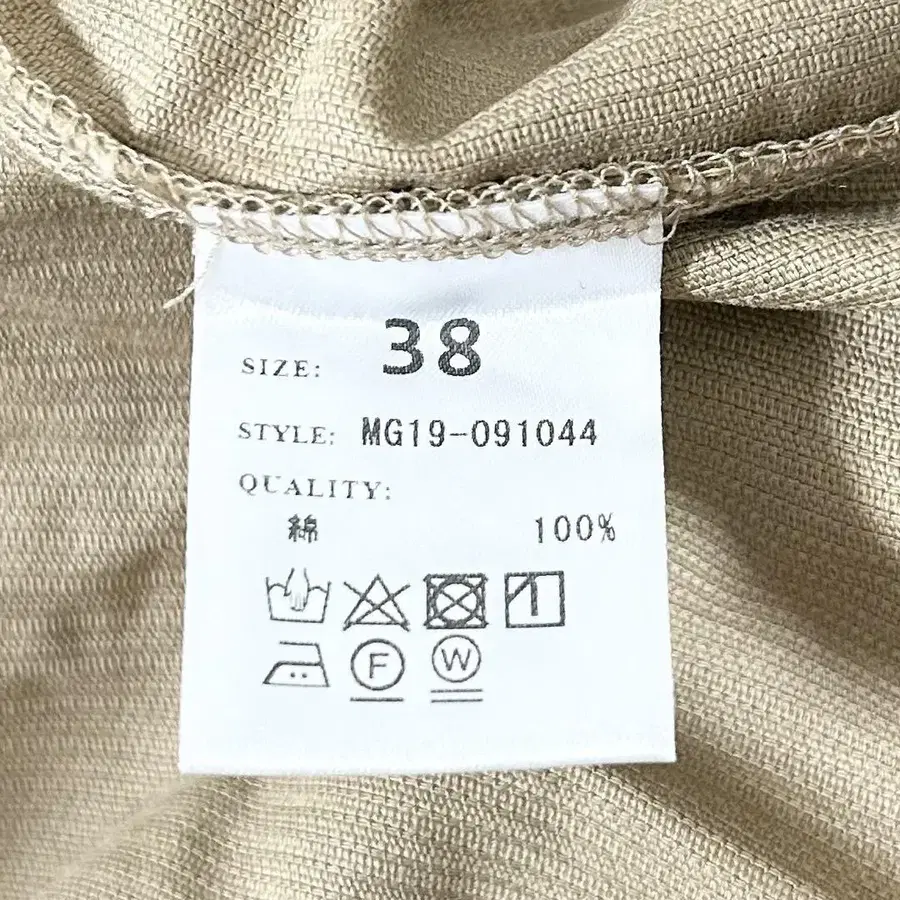 SIZE: 38
STYLE: MG19-091044
QUALITY:
綿 100%
F W